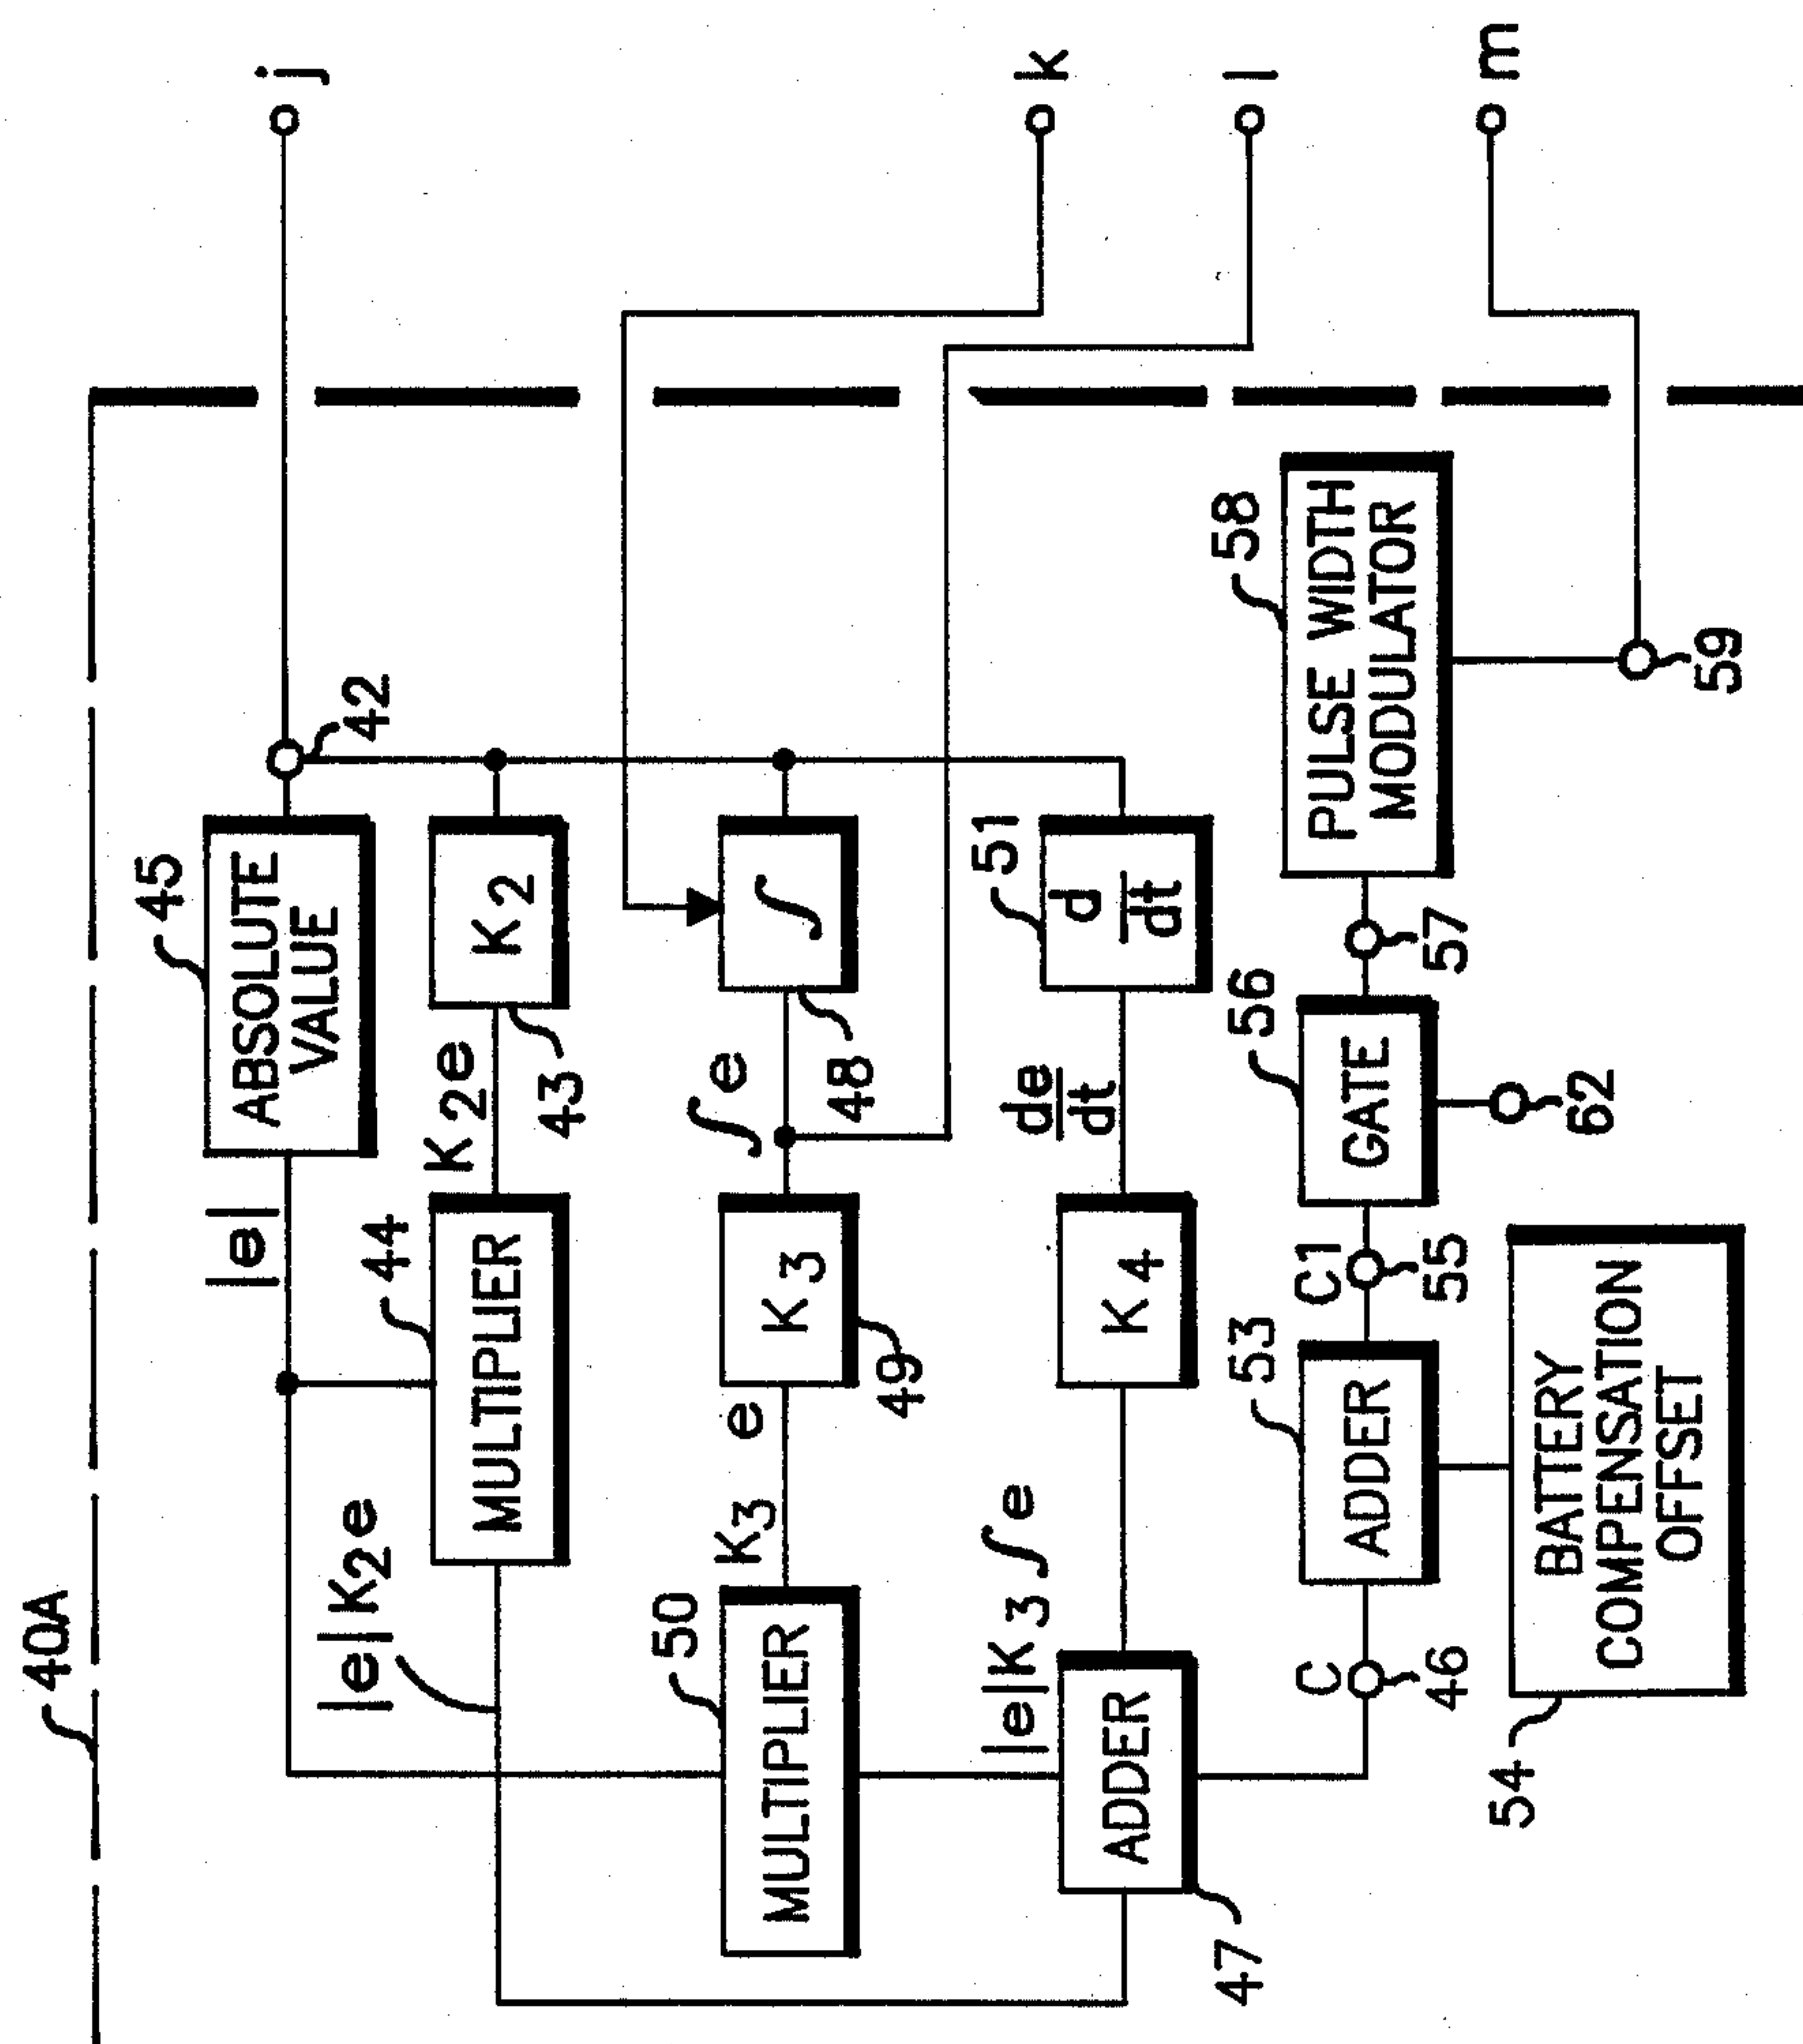 40A
45
|e|
ABSOLUTE
VALUE
j
|e|K2e
44
42
K2e
MULTIPLIER
K2
43
50
K3 e
∫e
MULTIPLIER
K3
∫
49
48
|e|K3∫e
de
dt
51
k
ADDER
K4
d
dt
47
53
56
58
l
C
C1
ADDER
GATE
PULSE WIDTH
MODULATOR
46
55
57
54
62
m
BATTERY
COMPENSATION
OFFSET
59